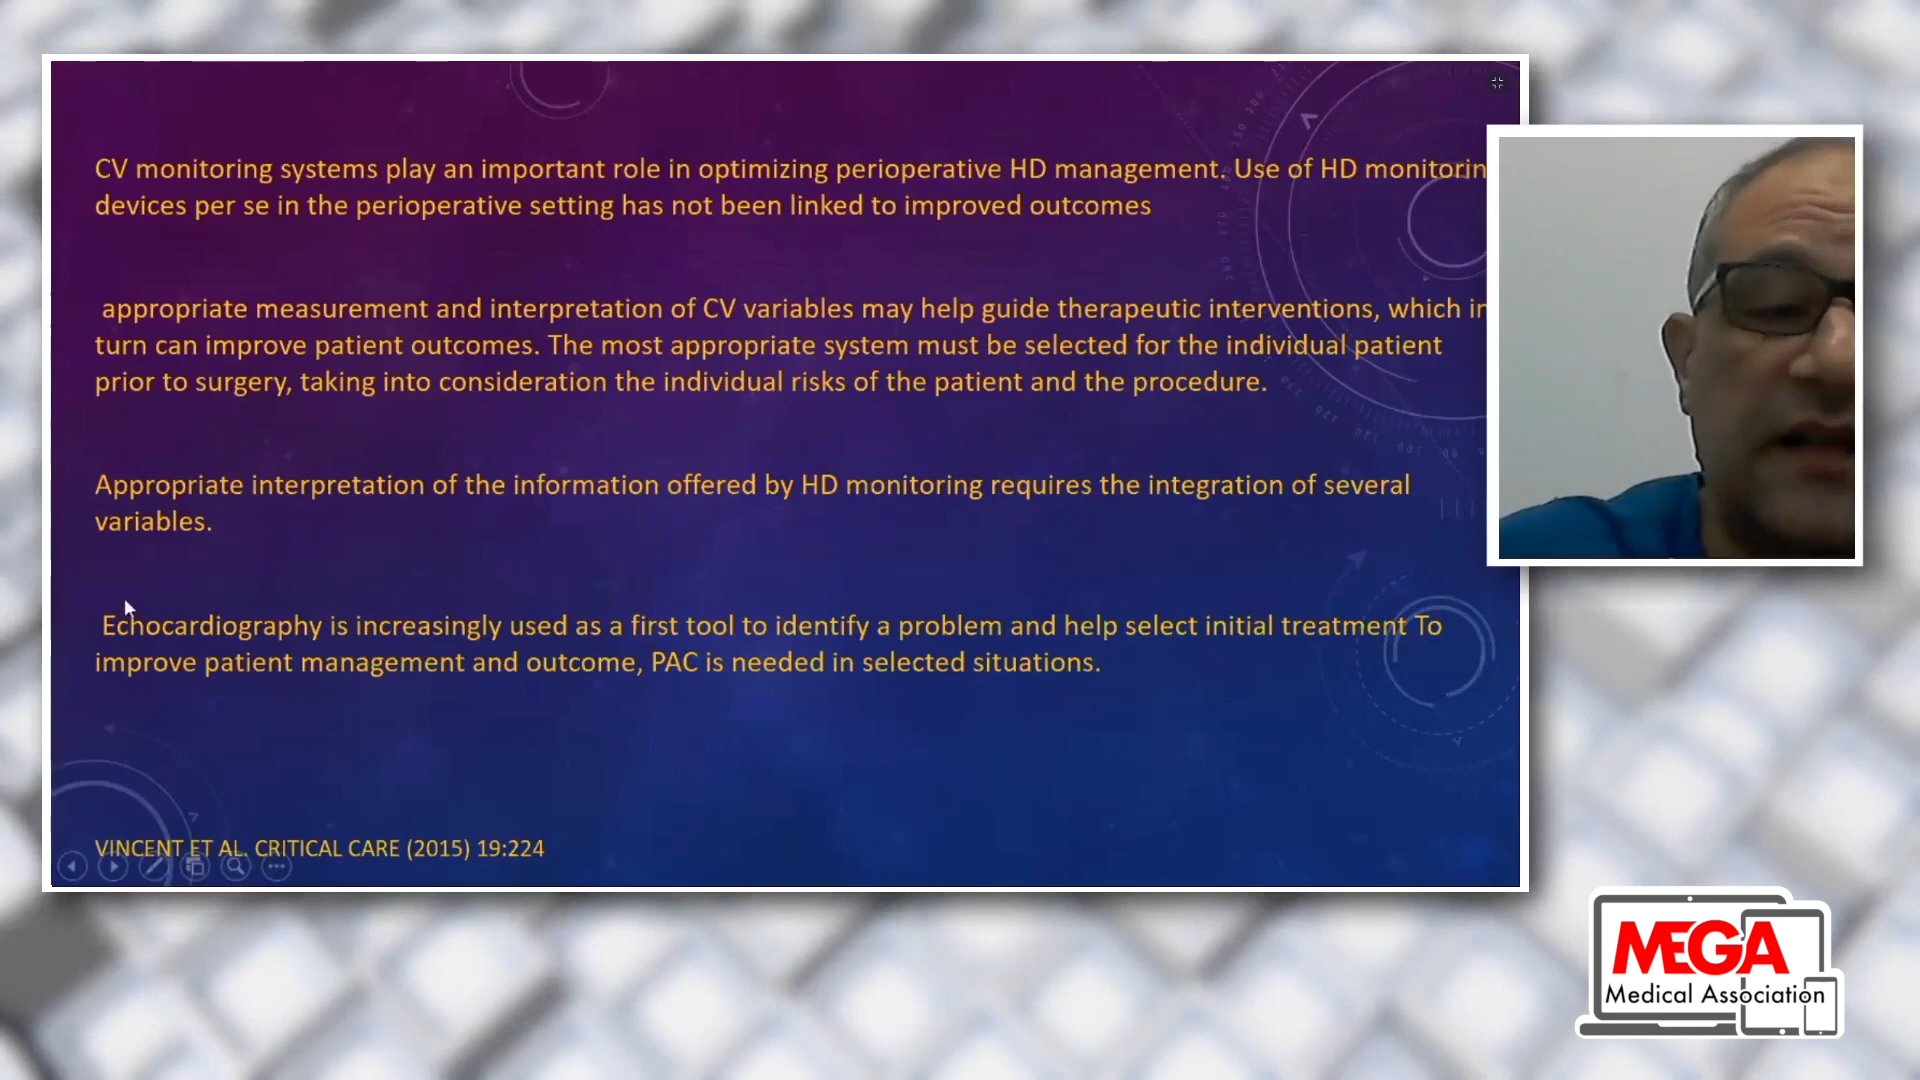 CV monitoring systems play an important role in optimizing perioperative HD management. Use of HD monitorin
devices per se in the perioperative setting has not been linked to improved outcomes
appropriate measurement and interpretation of CV variables may help guide therapeutic interventions, which in
turn can improve patient outcomes. The most appropriate system must be selected for the individual patient
prior to surgery, taking into consideration the individual risks of the patient and the procedure.
Appropriate interpretation of the information offered by HD monitoring requires the integration of several
variables.
Echocardiography is increasingly used as a first tool to identify a problem and help select initial treatment To
improve patient management and outcome, PAC is needed in selected situations.
VINCENT ET AL. CRITICAL CARE (2015) 19:224
MEGA
Medical Association